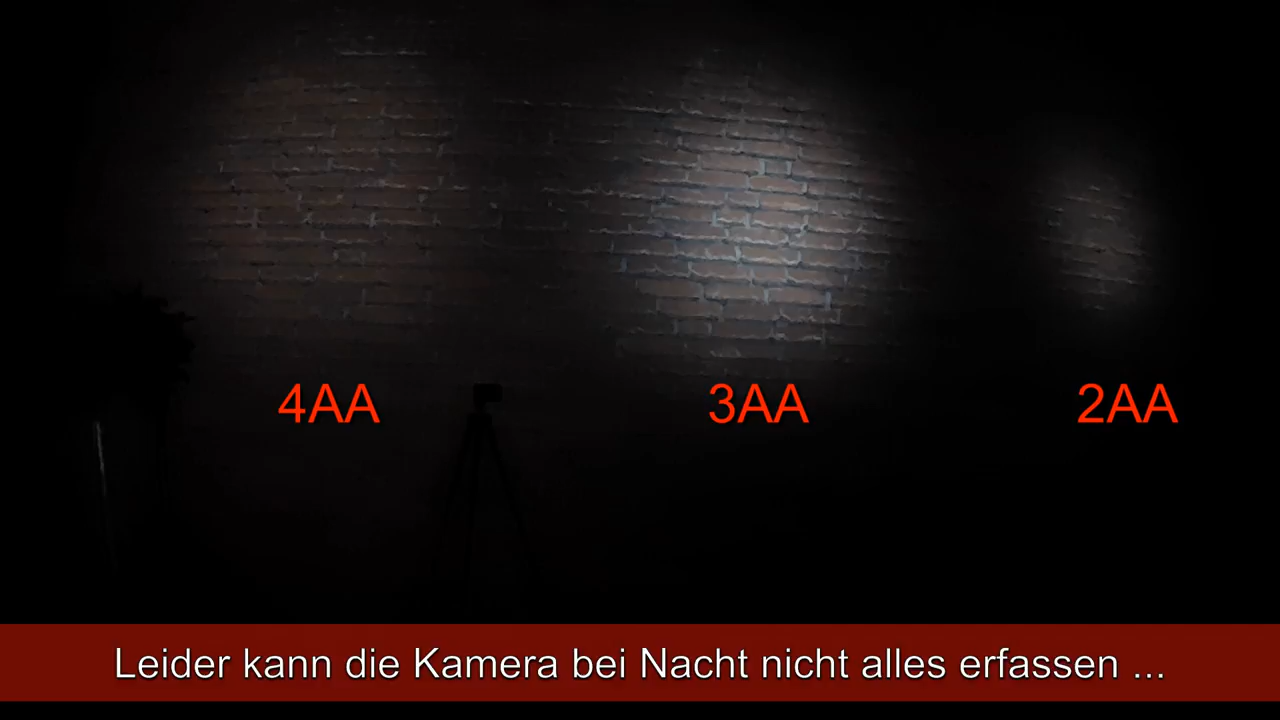 4AA 3AA 2AA
Leider kann die Kamera bei Nacht nicht alles erfassen ...